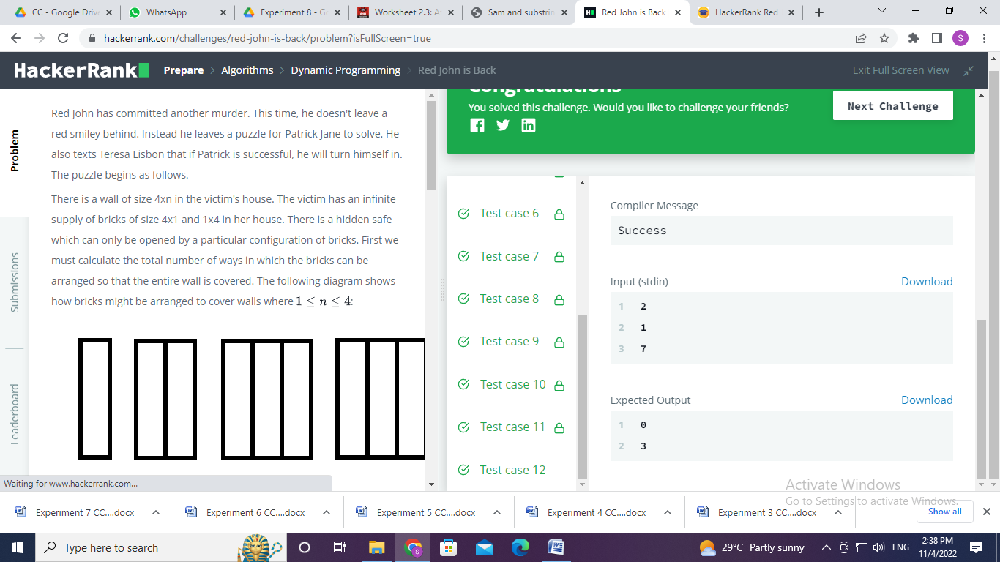 CC - Google Driv
WhatsApp
Experiment 8 - G
Worksheet 2.3: A
Sam and substrin
Red John is Back
HackerRank Red
hackerrank.com/challenges/red-john-is-back/problem?isFullScreen=true
S
HackerRank
Prepare > Algorithms > Dynamic Programming > Red John is Back
Exit Full Screen View
Problem
Submissions
Leaderboard
Red John has committed another murder. This time, he doesn't leave a
red smiley behind. Instead he leaves a puzzle for Patrick Jane to solve. He
also texts Teresa Lisbon that if Patrick is successful, he will turn himself in.
The puzzle begins as follows.
There is a wall of size 4xn in the victim's house. The victim has an infinite
supply of bricks of size 4x1 and 1x4 in her house. There is a hidden safe
which can only be opened by a particular configuration of bricks. First we
must calculate the total number of ways in which the bricks can be
arranged so that the entire wall is covered. The following diagram shows
how bricks might be arranged to cover walls where 1 ≤ n ≤ 4:
Congratulations
You solved this challenge. Would you like to challenge your friends?
Next Challenge
Test case 6
Test case 7
Test case 8
Test case 9
Test case 10
Test case 11
Test case 12
Compiler Message
Success
Input (stdin)
Download
1 2
2 1
3 7
Expected Output
Download
1 0
2 3
Waiting for www.hackerrank.com...
Activate Windows
Go to Settings to activate Windows.
Experiment 7 CC....docx
Experiment 6 CC....docx
Experiment 5 CC....docx
Experiment 4 CC....docx
Experiment 3 CC....docx
Show all
Type here to search
S
29°C Partly sunny
ENG
2:38 PM
11/4/2022